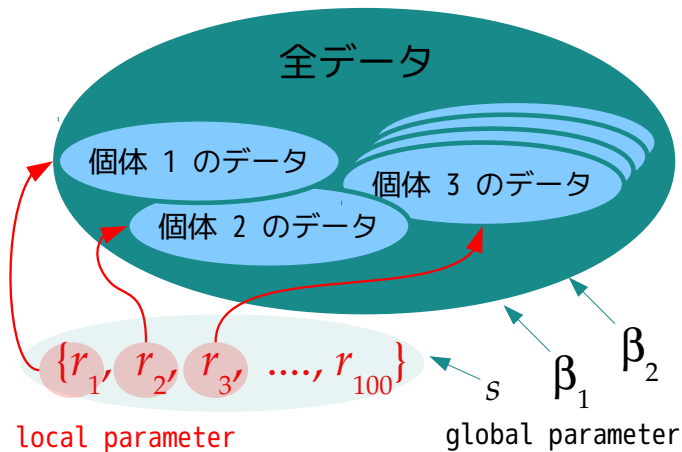 全データ
個体 1 のデータ
個体 3 のデータ
個体 2 のデータ
{r1, r2, r3, ...., r100}
s
β1
β2
local parameter
global parameter